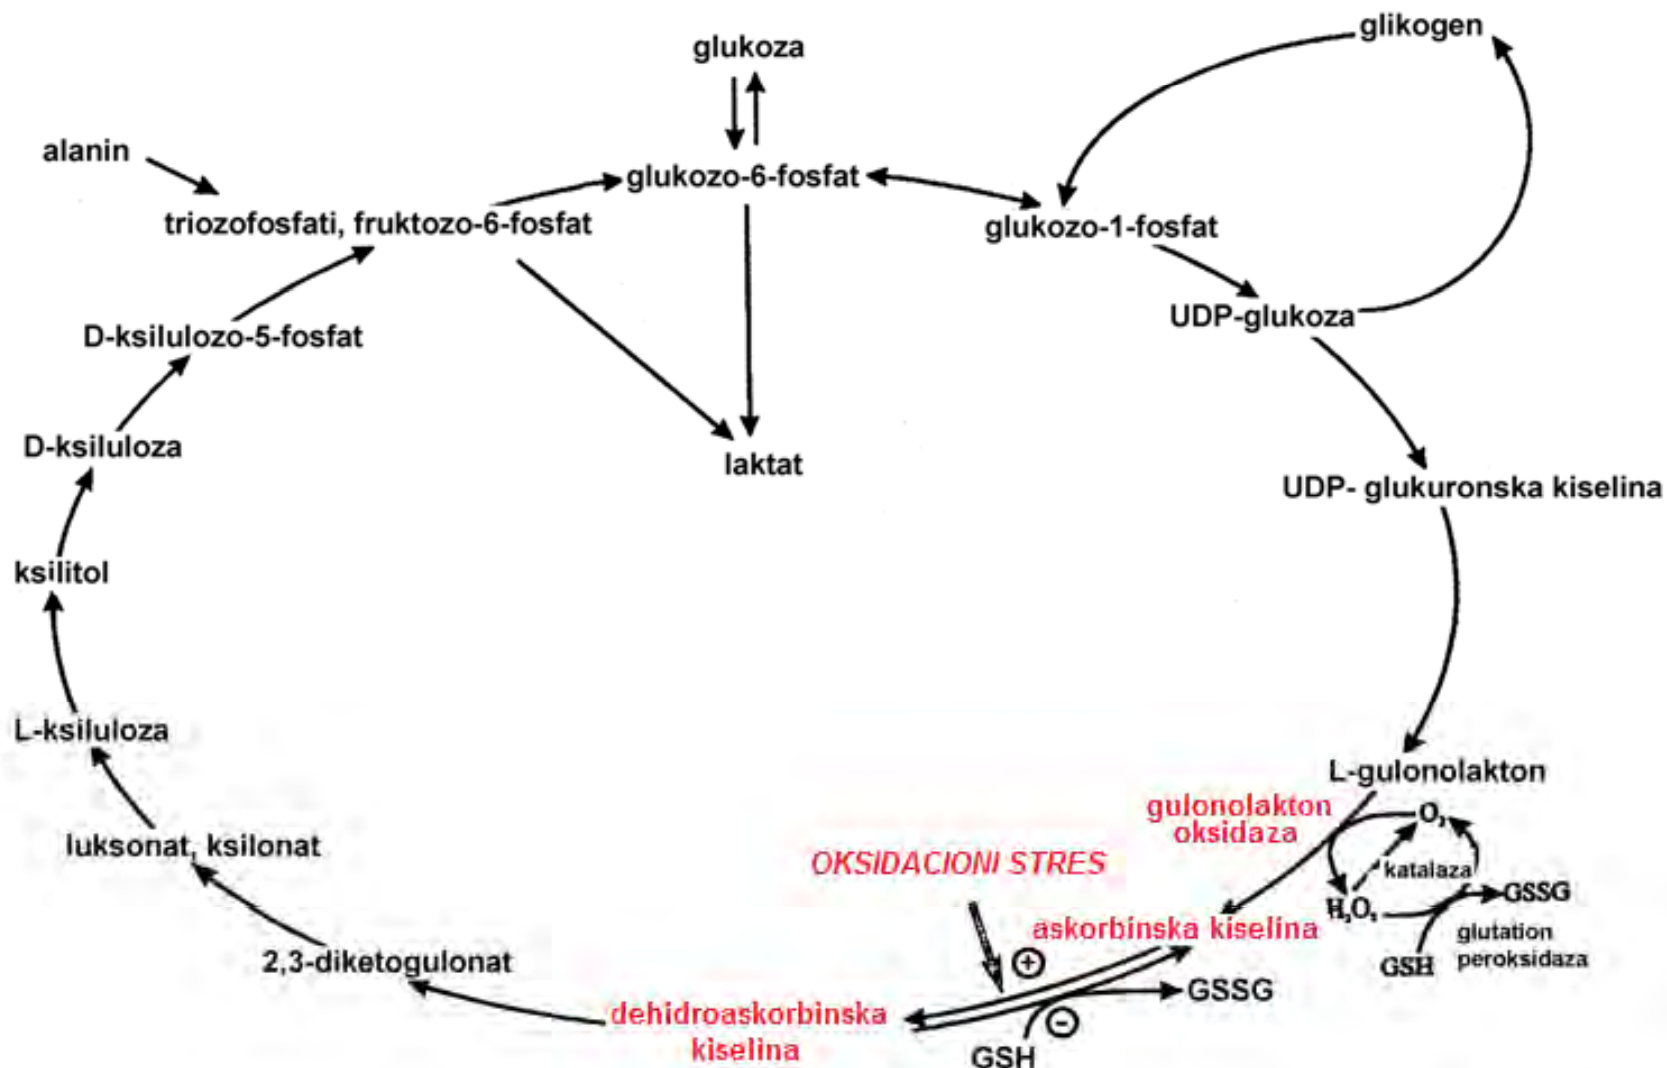 glikogen
glukoza
alanin
glukozo-6-fosfat
triozofosfati, fruktozo-6-fosfat
glukozo-1-fosfat
UDP-glukoza
D-ksilulozo-5-fosfat
D-ksiluloza
laktat
UDP- glukuronska kiselina
ksilitol
L-ksiluloza
L-gulonolakton
gulonolakton
oksidaza
O₂
luksonat, ksilonat
OKSIDACIONI STRES
katalaza
H₂O₂
GSSG
askorbinska kiselina
glutation
peroksidaza
GSH
2,3-diketogulonat
+
GSSG
dehidroaskorbinska
kiselina
−
GSH